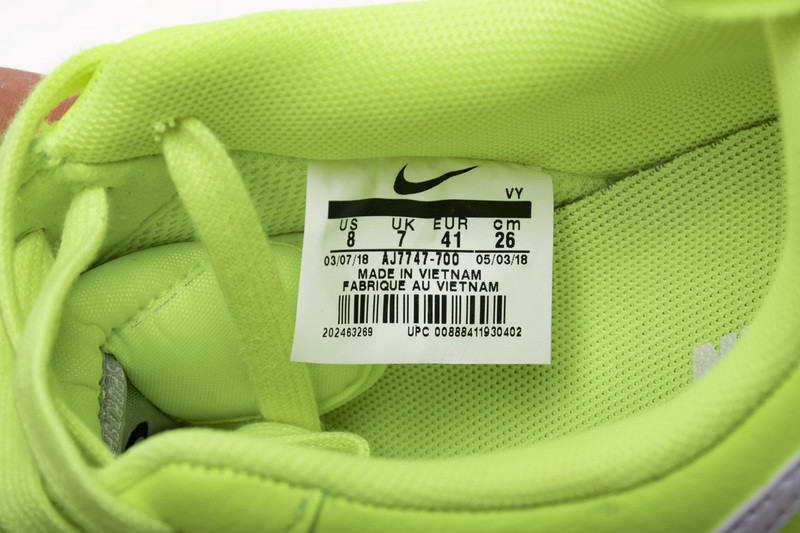 VY
US UK EUR cm
8 7 41 26
03/07/18 AJ7747-700 05/03/18
MADE IN VIETNAM
FABRIQUE AU VIETNAM
202463269 UPC 00888411930402